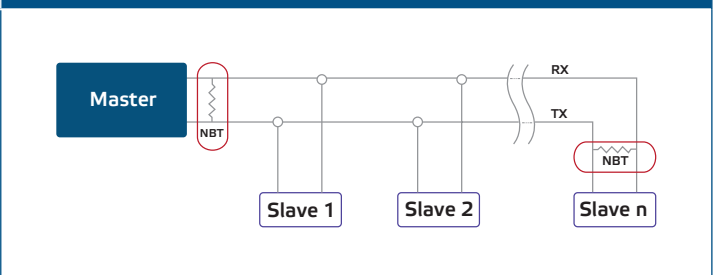 RX
Master
NBT
TX
NBT
Slave 1
Slave 2
Slave n